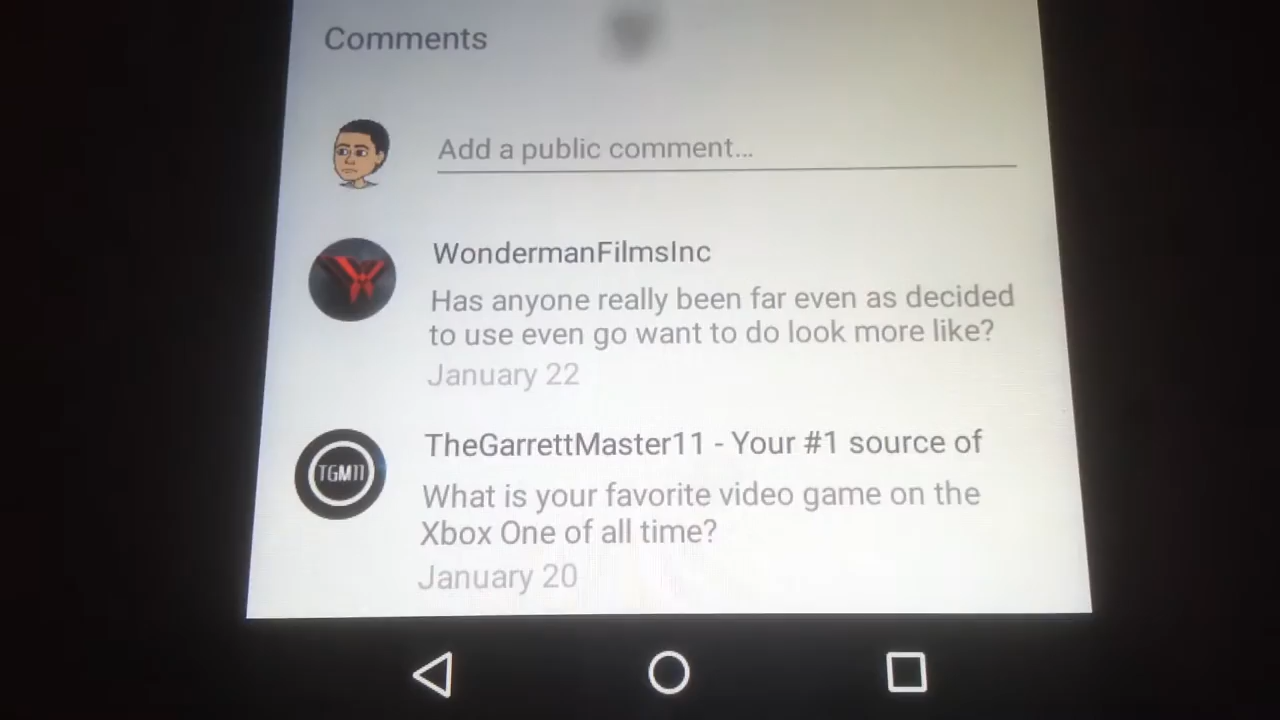 Comments
Add a public comment...
WondermanFilmsInc
Has anyone really been far even as decided
to use even go want to do look more like?
January 22
TheGarrettMaster11 - Your #1 source of
TGM11
What is your favorite video game on the
Xbox One of all time?
January 20